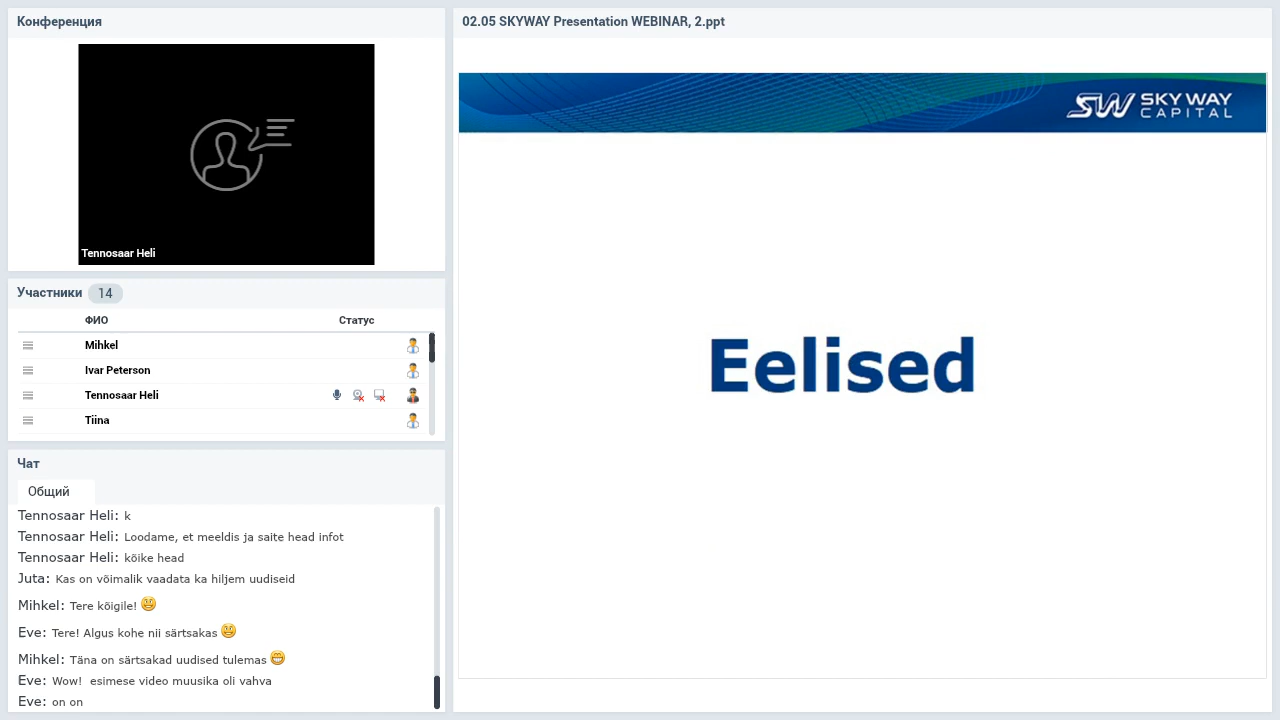 Конференция
Tennosaar Heli
Участники 14
ФИО Статус
Mihkel
Ivar Peterson
Tennosaar Heli
Tiina
Чат
Общий
Tennosaar Heli: k
Tennosaar Heli: Loodame, et meeldis ja saite head infot
Tennosaar Heli: kõike head
Juta: Kas on võimalik vaadata ka hiljem uudiseid
Mihkel: Tere kõigile!
Eve: Tere! Algus kohe nii särtsakas
Mihkel: Täna on särtsakad uudised tulemas
Eve: Wow!  esimese video muusika oli vahva
Eve: on on
02.05 SKYWAY Presentation WEBINAR, 2.ppt
SW SKY WAY
CAPITAL
Eelised